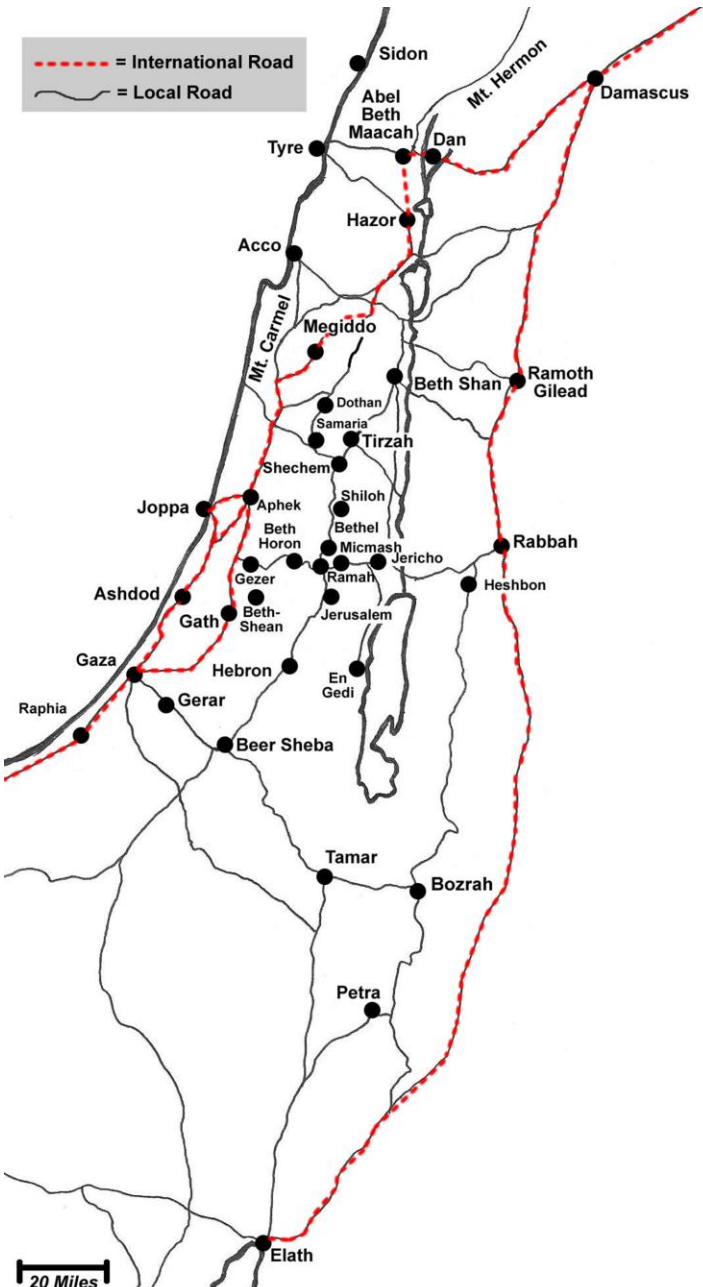 = International Road
= Local Road
Sidon
Mt. Hermon
Damascus
Abel
Beth
Maacah
Dan
Tyre
Hazor
Acco
Mt. Carmel
Megiddo
Beth Shan
Ramoth
Gilead
Dothan
Samaria
Tirzah
Shechem
Joppa
Aphek
Shiloh
Bethel
Beth
Horon
Micmash
Jericho
Rabbah
Gezer
Ramah
Heshbon
Ashdod
Gath
Beth-
Shean
Jerusalem
Gaza
Hebron
En
Gedi
Raphia
Gerar
Beer Sheba
Tamar
Bozrah
Petra
Elath
20 Miles